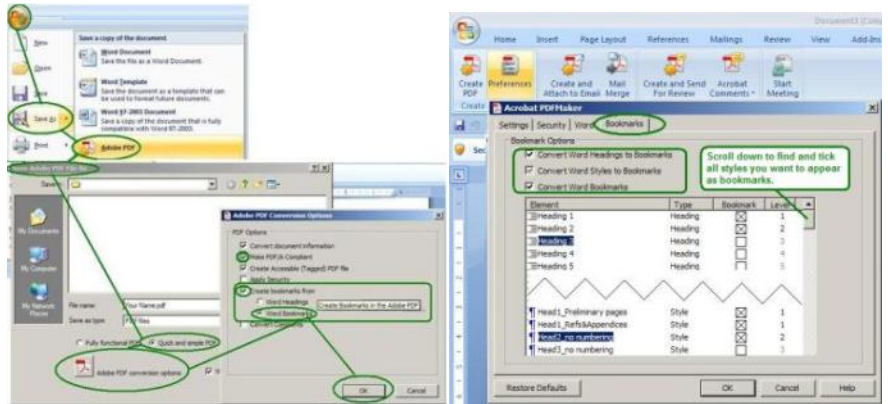 Save a copy of the document
New
Word Document
Save the file as a Word Document.
Open
Word Template
Save the document as a template that can
be used to format future documents.
Save
Word 97-2003 Document
Save a copy of the document that is fully
compatible with Word 97-2003.
Save As
Adobe PDF
Print
Save in:
My Documents
My Computer
My Network
Places
File name:
Your Name.pdf
Save as type:
PDF files
Fully functional PDF
Quick and simple PDF
Adobe PDF conversion options
Adobe PDF Conversion Options
PDF Options
Convert document information
Make PDF/A Compliant
Create Accessible (Tagged) PDF file
Apply Security
Create bookmarks from
Word Headings
Create Bookmarks in the Adobe PDF
Word Bookmarks
Convert Comments
OK
Cancel
Home
Insert
Page Layout
References
Mailings
Review
View
Add-Ins
Create
PDF
Preferences
Create and
Attach to Email
Mail
Merge
Create and Send
For Review
Acrobat
Comments
Start
Meeting
Acrobat PDFMaker
Settings
Security
Word
Bookmarks
Bookmark Options
Convert Word Headings to Bookmarks
Convert Word Styles to Bookmarks
Convert Word Bookmarks
Scroll down to find and tick
all styles you want to appear
as bookmarks.
Element Type Bookmark Level
Heading 1 Heading 1
Heading 2 Heading 2
Heading 3 Heading 3
Heading 4 Heading 4
Heading 5 Heading 5
Head1_Preliminary pages Style 1
Head1_Refs&Appendices Style 1
Head2_no numbering Style 2
Head3_no numbering Style 3
Restore Defaults
OK
Cancel
Help